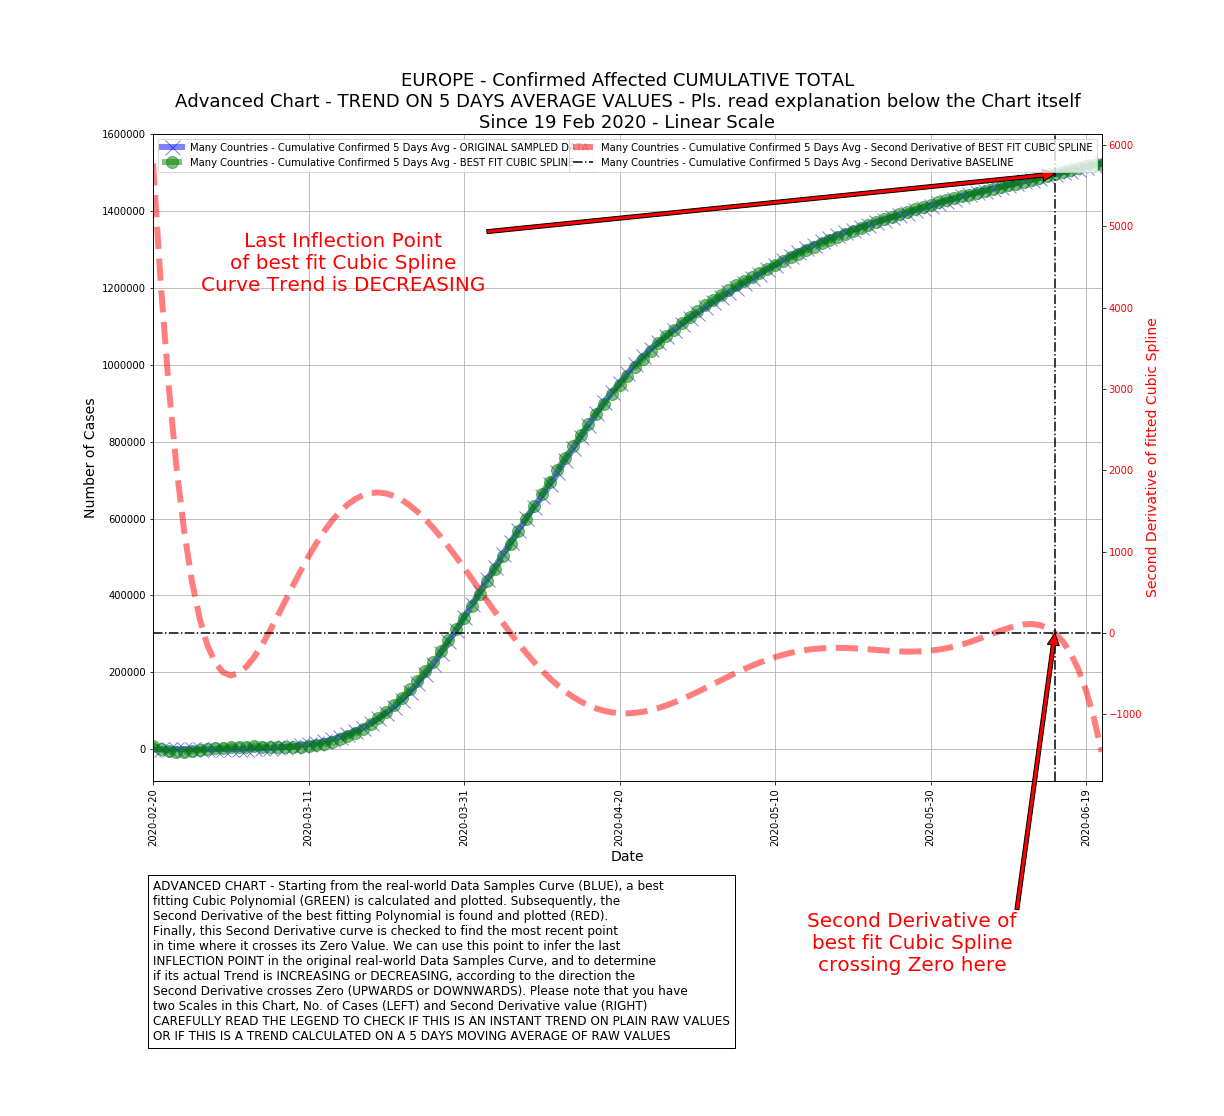 EUROPE - Confirmed Affected CUMULATIVE TOTAL
Advanced Chart - TREND ON 5 DAYS AVERAGE VALUES - Pls. read explanation below the Chart itself
Since 19 Feb 2020 - Linear Scale
Many Countries - Cumulative Confirmed 5 Days Avg - ORIGINAL SAMPLED DATA
Many Countries - Cumulative Confirmed 5 Days Avg - BEST FIT CUBIC SPLIN
Many Countries - Cumulative Confirmed 5 Days Avg - Second Derivative of BEST FIT CUBIC SPLINE
Many Countries - Cumulative Confirmed 5 Days Avg - Second Derivative BASELINE
Last Inflection Point
of best fit Cubic Spline
Curve Trend is DECREASING
Number of Cases
1600000
1400000
1200000
1000000
800000
600000
400000
200000
0
Second Derivative of fitted Cubic Spline
6000
5000
4000
3000
2000
1000
0
−1000
2020-02-20
2020-03-11
2020-03-31
2020-04-20
2020-05-10
2020-05-30
2020-06-19
Date
ADVANCED CHART - Starting from the real-world Data Samples Curve (BLUE), a best
fitting Cubic Polynomial (GREEN) is calculated and plotted. Subsequently, the
Second Derivative of the best fitting Polynomial is found and plotted (RED).
Finally, this Second Derivative curve is checked to find the most recent point
in time where it crosses its Zero Value. We can use this point to infer the last
INFLECTION POINT in the original real-world Data Samples Curve, and to determine
if its actual Trend is INCREASING or DECREASING, according to the direction the
Second Derivative crosses Zero (UPWARDS or DOWNWARDS). Please note that you have
two Scales in this Chart, No. of Cases (LEFT) and Second Derivative value (RIGHT)
CAREFULLY READ THE LEGEND TO CHECK IF THIS IS AN INSTANT TREND ON PLAIN RAW VALUES
OR IF THIS IS A TREND CALCULATED ON A 5 DAYS MOVING AVERAGE OF RAW VALUES
Second Derivative of
best fit Cubic Spline
crossing Zero here